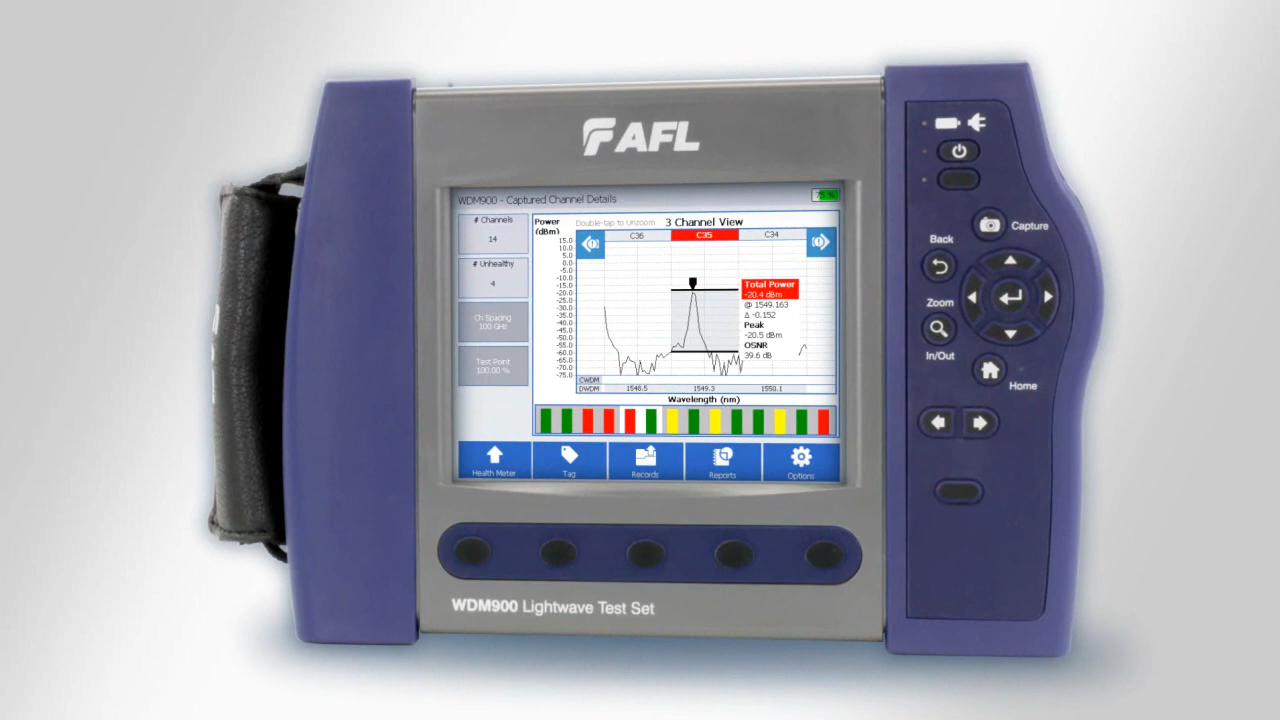 AFL
WDM900 - Captured Channel Details
75 %
# Channels
14
# Unhealthy
4
Ch Spacing
100 GHz
Test Point
100.00 %
Power
(dBm)
Double-tap to Unzoom
3 Channel View
C36
C35
C34
15.0
10.0
5.0
0.0
-5.0
-10.0
-15.0
-20.0
-25.0
-30.0
-35.0
-40.0
-45.0
-50.0
-55.0
-60.0
-65.0
-70.0
-75.0
Total Power
-20.4 dBm
@ 1549.163
Δ -0.152
Peak
-20.5 dBm
OSNR
39.6 dB
CWDM
DWDM
1548.5
1549.3
1550.1
Wavelength (nm)
Health Meter
Tag
Records
Reports
Options
Capture
Back
Zoom
In/Out
Home
WDM900 Lightwave Test Set